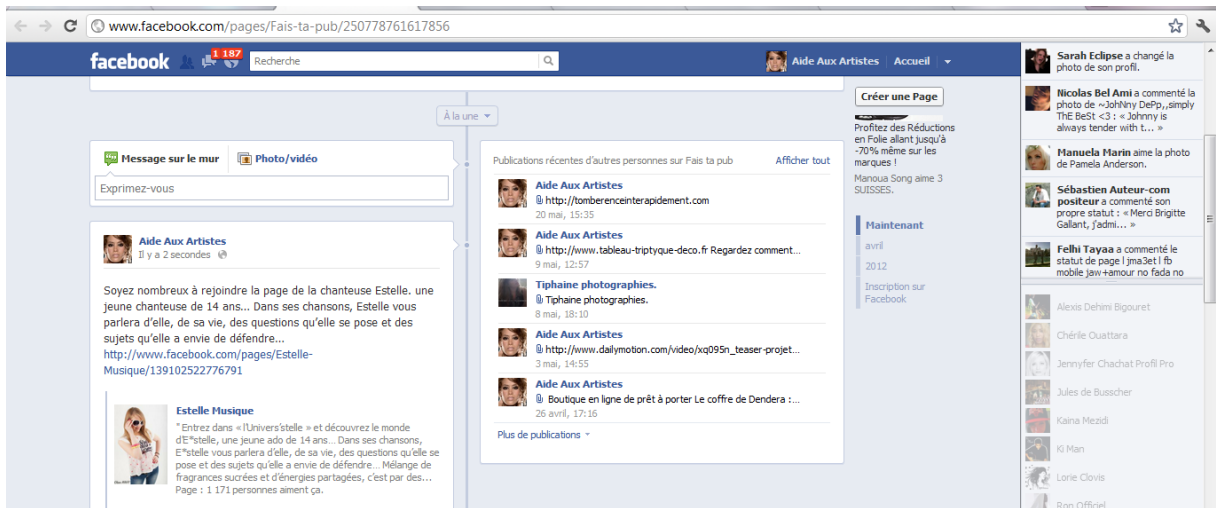 www.facebook.com/pages/Fais-ta-pub/250778761617856
facebook
1 187
Recherche
Aide Aux Artistes
Accueil
À la une
Message sur le mur
Photo/vidéo
Exprimez-vous
Aide Aux Artistes
Il y a 2 secondes
Soyez nombreux à rejoindre la page de la chanteuse Estelle. une
jeune chanteuse de 14 ans... Dans ses chansons, Estelle vous
parlera d'elle, de sa vie, des questions qu'elle se pose et des
sujets qu'elle a envie de défendre...
http://www.facebook.com/pages/Estelle-
Musique/139102522776791
Estelle Musique
"Entrez dans « l'Univers'stelle » et découvrez le monde
d'E*stelle, une jeune ado de 14 ans... Dans ses chansons,
E*stelle vous parlera d'elle, de sa vie, des questions qu'elle se
pose et des sujets qu'elle a envie de défendre... Mélange de
fragrances sucrées et d'énergies partagées, c'est par des...
Page : 1 171 personnes aiment ça.
Publications récentes d'autres personnes sur Fais ta pub
Afficher tout
Aide Aux Artistes
http://tomberenceinterapidement.com
20 mai, 15:35
Aide Aux Artistes
http://www.tableau-triptyque-deco.fr Regardez comment...
9 mai, 12:57
Tiphaine photographies.
Tiphaine photographies.
8 mai, 18:10
Aide Aux Artistes
http://www.dailymotion.com/video/xq095n_teaser-projet...
3 mai, 14:55
Aide Aux Artistes
Boutique en ligne de prêt à porter Le coffre de Dendera :...
26 avril, 17:16
Plus de publications
Créer une Page
Profitez des Réductions
en Folie allant jusqu'à
-70% même sur les
marques !
Manoua Song aime 3
SUISSES.
Maintenant
avril
2012
Inscription sur
Facebook
Sarah Eclipse a changé la
photo de son profil.
Nicolas Bel Ami a commenté la
photo de ~JohNny DePp,,simply
ThE BeSt <3 : « Johnny is
always tender with t... »
Manuela Marin aime la photo
de Pamela Anderson.
Sébastien Auteur-com
positeur a commenté son
propre statut : « Merci Brigitte
Gallant, j'admi... »
Felhi Tayaa a commenté le
statut de page l jma3et l fb
mobile jaw+amour no fada no
Alexis Dehimi Bigouret
Chérile Ouattara
Jennyfer Chachat Profil Pro
Jules de Busscher
Kaina Mezidi
Ki Man
Lorie Clovis
Ron Officiel